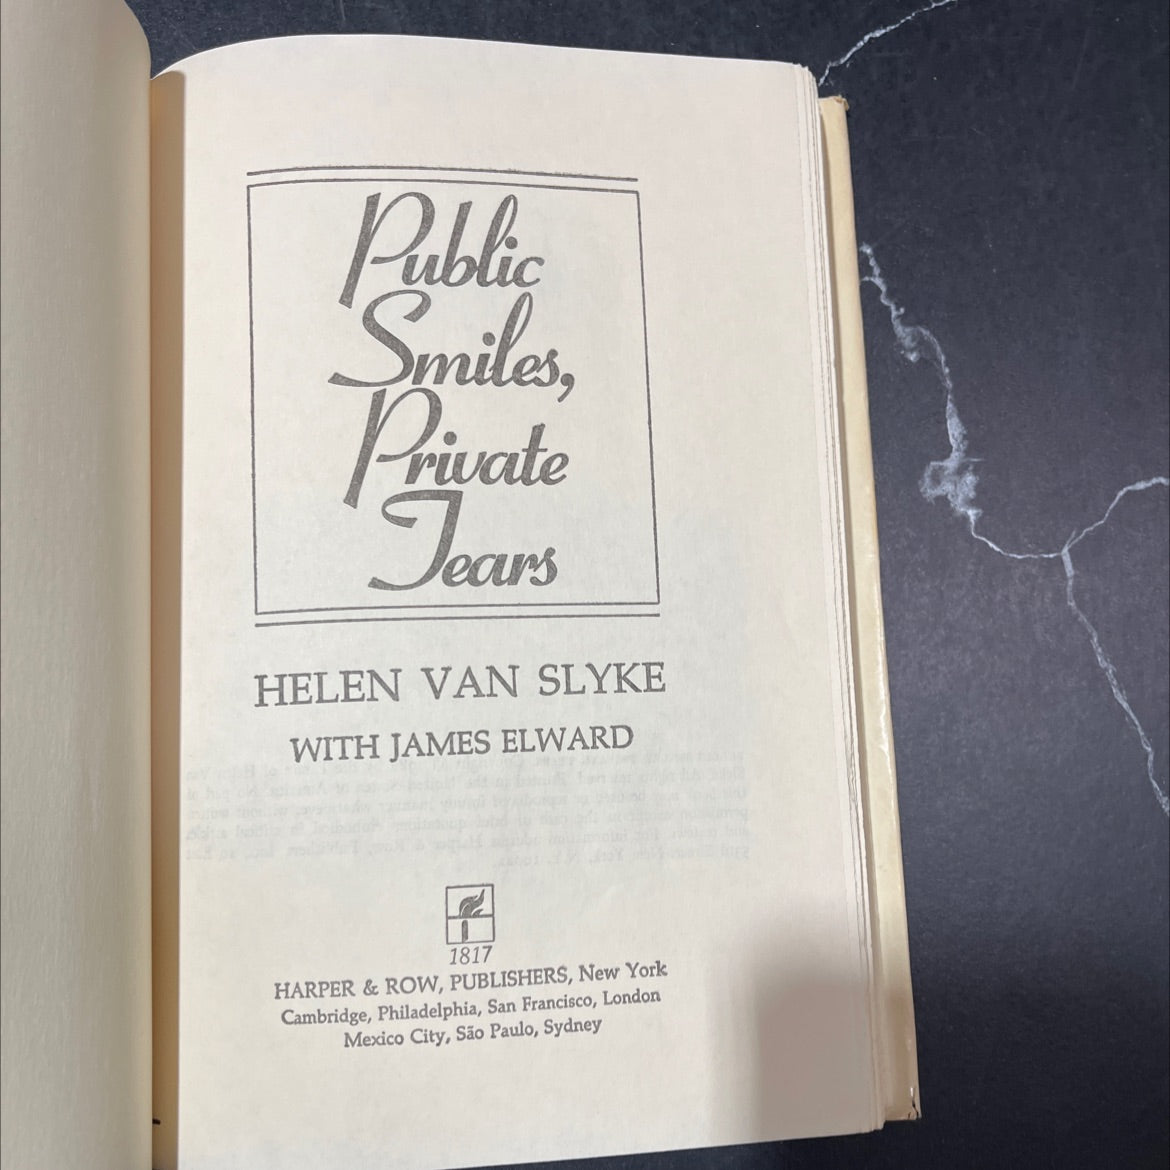 Public
Smiles,
Private
Tears
HELEN VAN SLYKE
WITH JAMES ELWARD
1817
HARPER & ROW, PUBLISHERS, New York
Cambridge, Philadelphia, San Francisco, London
Mexico City, São Paulo, Sydney